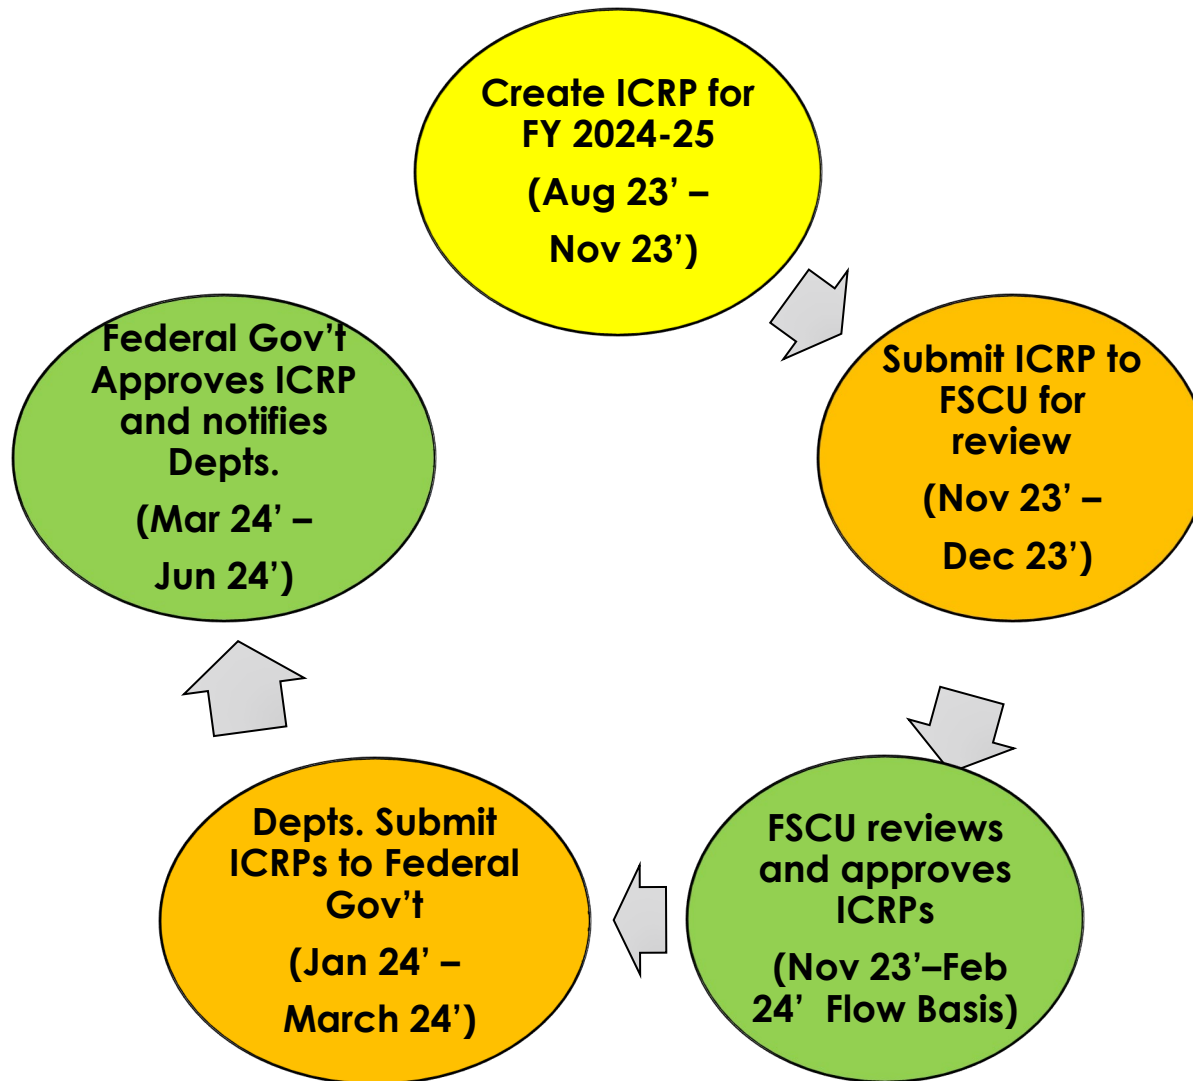 Create ICRP for
FY 2024-25
(Aug 23’ –
Nov 23’)
Submit ICRP to
FSCU for
review
(Nov 23’ –
Dec 23’)
FSCU reviews
and approves
ICRPs
(Nov 23’–Feb
24’  Flow Basis)
Depts. Submit
ICRPs to Federal
Gov’t
(Jan 24’ –
March 24’)
Federal Gov’t
Approves ICRP
and notifies
Depts.
(Mar 24’ –
Jun 24’)